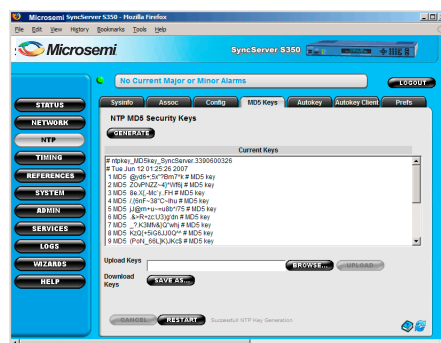 Microsemi SyncServer S350 - Mozilla Firefox
File Edit View History Bookmarks Tools Help
Microsemi
SyncServer S350
No Current Major or Minor Alarms
LOGOUT
STATUS
NETWORK
NTP
TIMING
REFERENCES
SYSTEM
ADMIN
SERVICES
LOGS
WIZARDS
HELP
Sysinfo Assoc Config MD5 Keys Autokey Autokey Client Prefs
NTP MD5 Security Keys
GENERATE
Current Keys
# ntpkey_MD5key_SyncServer.3390600326
# Tue Jun 12 01:25:26 2012
1 MD5 # MD5 key
2 MD5 # MD5 key
3 MD5 # MD5 key
4 MD5 # MD5 key
5 MD5 # MD5 key
6 MD5 # MD5 key
7 MD5 # MD5 key
8 MD5 # MD5 key
9 MD5 # MD5 key
Upload Keys
BROWSE...
UPLOAD
Download
Keys
SAVE AS...
CANCEL
RESTART
Successfull NTP Key Generation